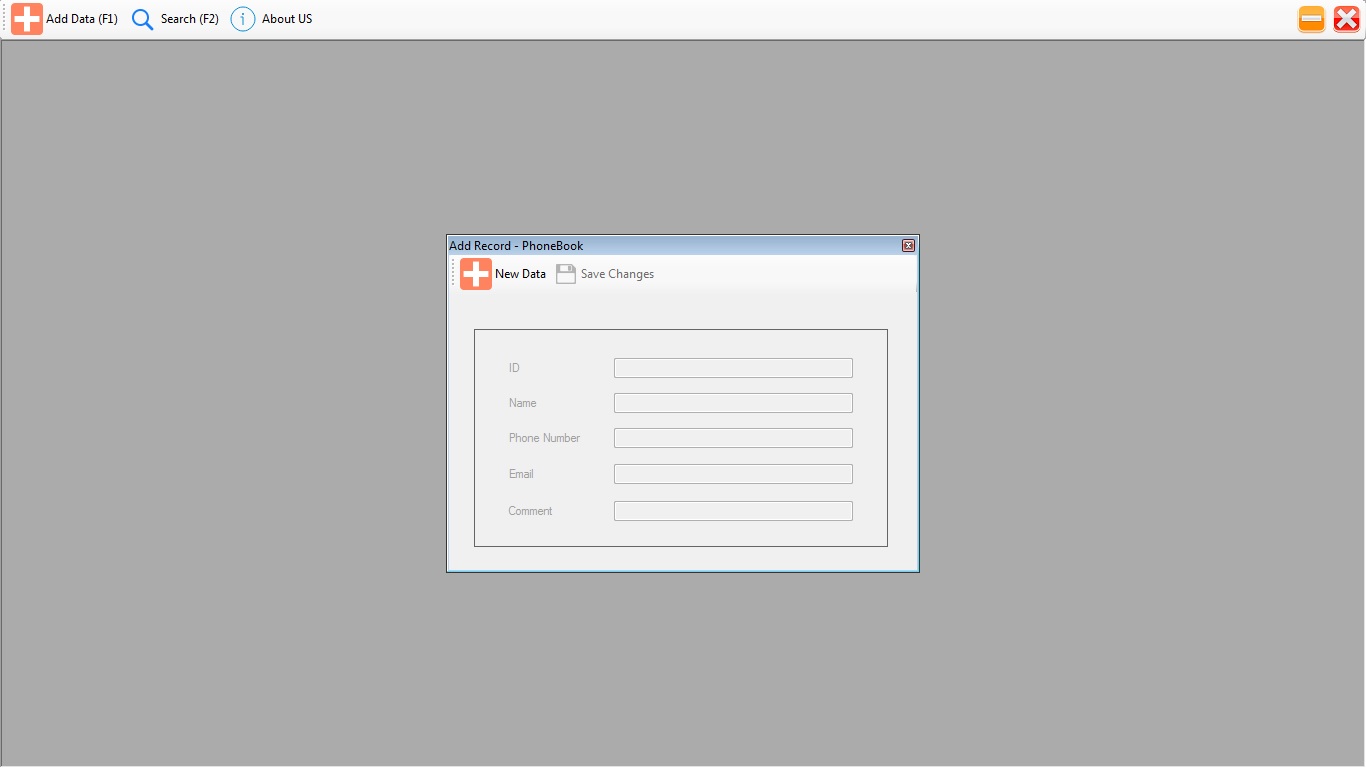 Add Data (F1) Search (F2) About US
Add Record - PhoneBook
New Data Save Changes
ID
Name
Phone Number
Email
Comment